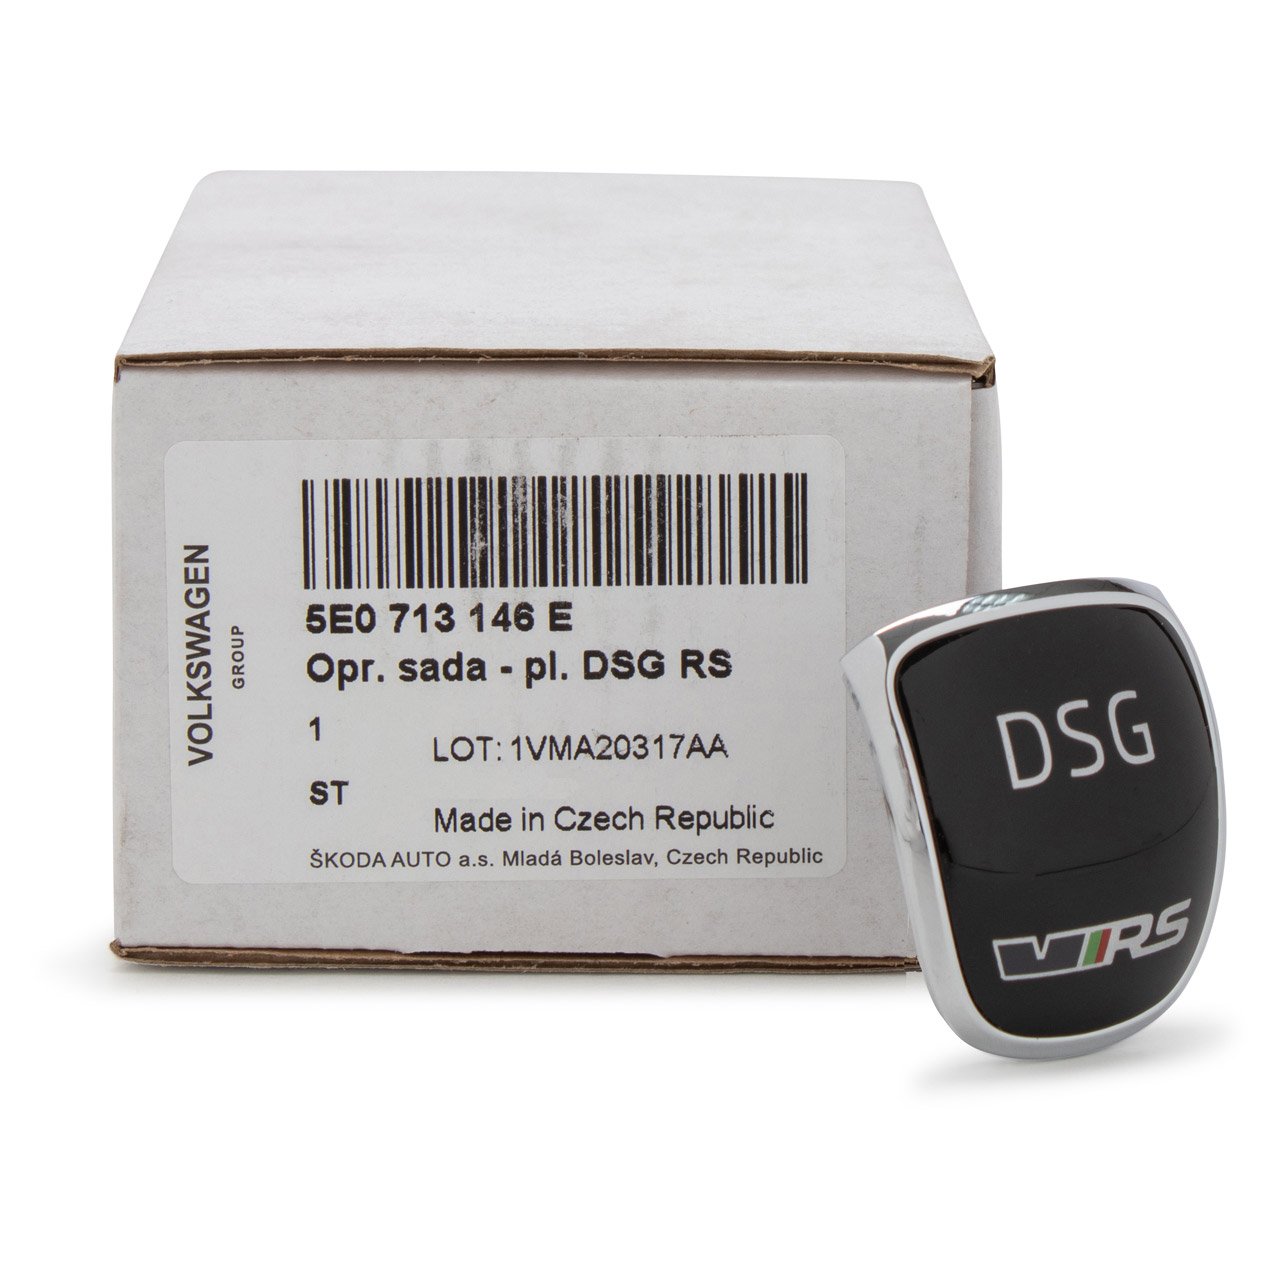 VOLKSWAGEN
GROUP
5E0 713 146 E
Opr. sada - pl. DSG RS
1
LOT: 1VMA20317AA
ST
Made in Czech Republic
ŠKODA AUTO a.s. Mladá Boleslav, Czech Republic
DSG
VRS